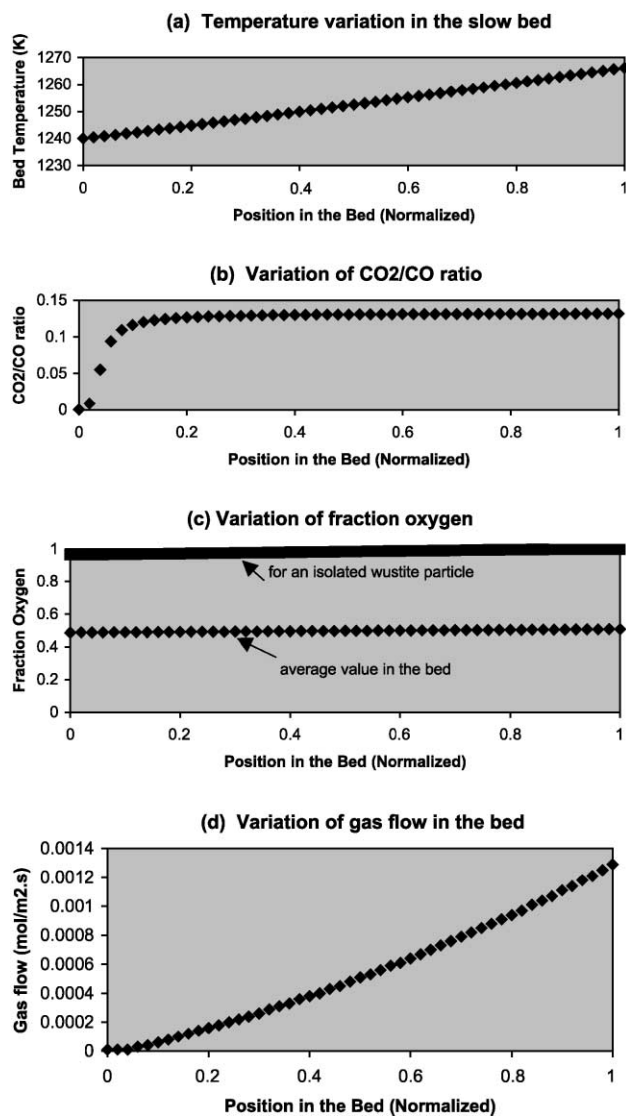 (a) Temperature variation in the slow bed
Bed Temperature (K)
1270
1260
1250
1240
1230
0 0.2 0.4 0.6 0.8 1
Position in the Bed (Normalized)
(b) Variation of CO2/CO ratio
CO2/CO ratio
0.15
0.1
0.05
0
0 0.2 0.4 0.6 0.8 1
Position in the Bed (Normalized)
(c) Variation of fraction oxygen
Fraction Oxygen
1
0.8
0.6
0.4
0.2
0
for an isolated wustite particle
average value in the bed
0 0.2 0.4 0.6 0.8 1
Position in the Bed (Normalized)
(d) Variation of gas flow in the bed
Gas flow (mol/m2.s)
0.0014
0.0012
0.001
0.0008
0.0006
0.0004
0.0002
0
0 0.2 0.4 0.6 0.8 1
Position in the Bed (Normalized)